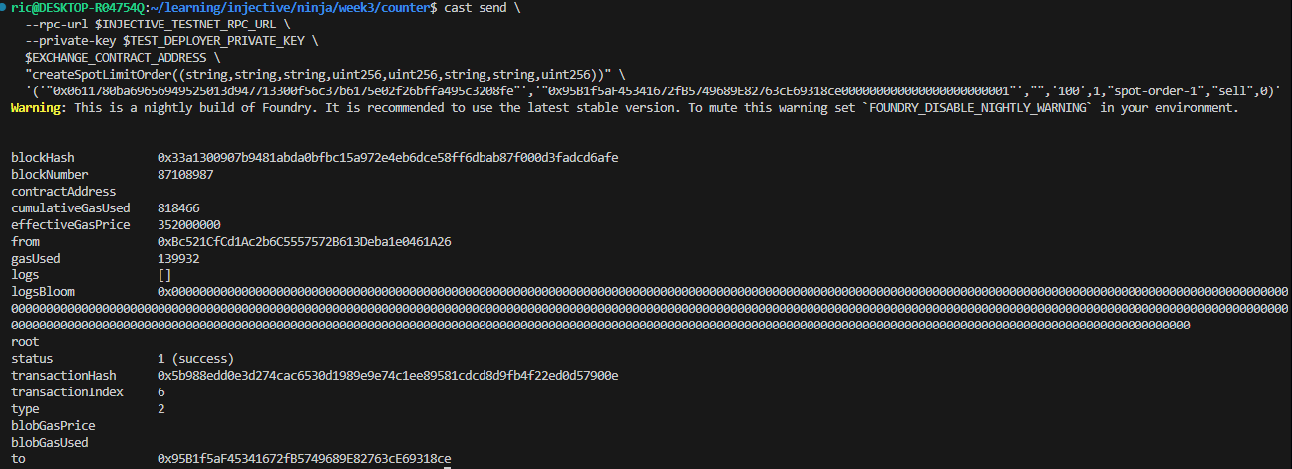 ric@DESKTOP-R04754Q:~/learning/injective/ninja/week3/counter$ cast send \
--rpc-url $INJECTIVE_TESTNET_RPC_URL \
--private-key $TEST_DEPLOYER_PRIVATE_KEY \
$EXCHANGE_CONTRACT_ADDRESS \
"createSpotLimitOrder((string,string,string,uint256,uint256,string,string,uint256))" \
'('"0x0611780ba69656949525013d947713300f56c37b6175e02f26bffa495c3208fe"','"0x95B1f5aF45341672fB5749689E82763cE69318ce000000000000000000000001"',"",'100',1,"spot-order-1","sell",0)'
Warning: This is a nightly build of Foundry. It is recommended to use the latest stable version. To mute this warning set `FOUNDRY_DISABLE_NIGHTLY_WARNING` in your environment.
blockHash 0x33a1300907b9481abda0bfbc15a972e4eb6dce58ff6dbab87f000d3fadcd6afe
blockNumber 87108987
contractAddress
cumulativeGasUsed 818466
effectiveGasPrice 352000000
from 0xBc521CfCd1Ac2b6C5557572B613Deba1e0461A26
gasUsed 139932
logs []
logsBloom
root
status 1 (success)
transactionHash 0x5b988edd0e3d274cac6530d1989e9e74c1ee89581cdcd8d9fb4f22ed0d57900e
transactionIndex 6
type 2
blobGasPrice
blobGasUsed
to 0x95B1f5aF45341672fB5749689E82763cE69318ce